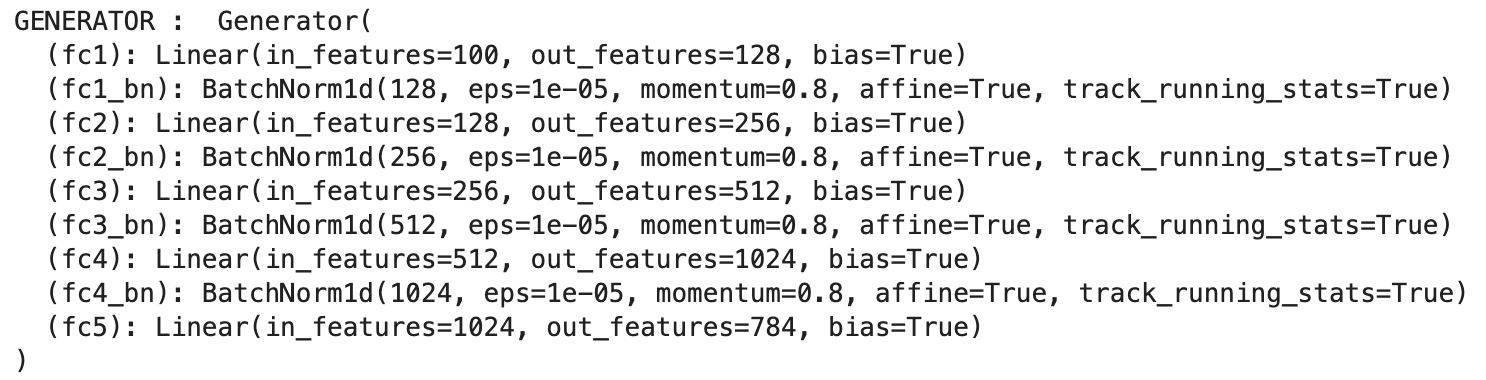 GENERATOR :  Generator(
  (fc1): Linear(in_features=100, out_features=128, bias=True)
  (fc1_bn): BatchNorm1d(128, eps=1e-05, momentum=0.8, affine=True, track_running_stats=True)
  (fc2): Linear(in_features=128, out_features=256, bias=True)
  (fc2_bn): BatchNorm1d(256, eps=1e-05, momentum=0.8, affine=True, track_running_stats=True)
  (fc3): Linear(in_features=256, out_features=512, bias=True)
  (fc3_bn): BatchNorm1d(512, eps=1e-05, momentum=0.8, affine=True, track_running_stats=True)
  (fc4): Linear(in_features=512, out_features=1024, bias=True)
  (fc4_bn): BatchNorm1d(1024, eps=1e-05, momentum=0.8, affine=True, track_running_stats=True)
  (fc5): Linear(in_features=1024, out_features=784, bias=True)
)